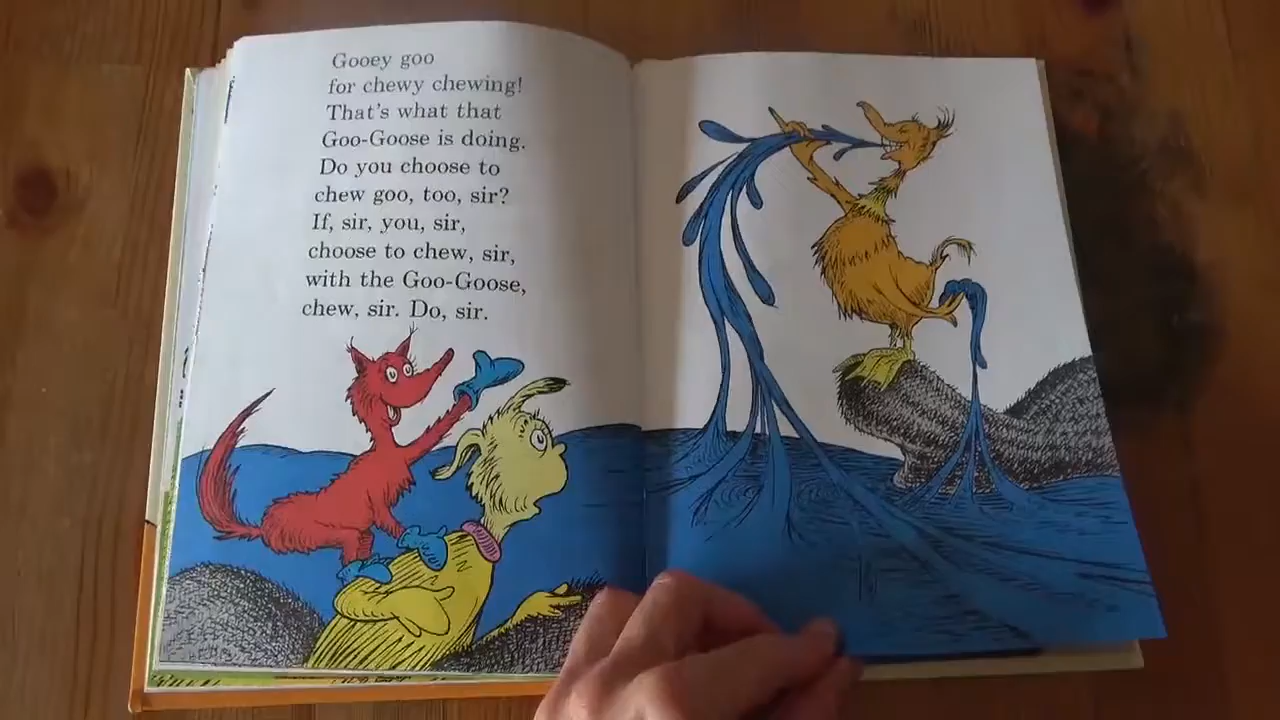 Gooey goo
for chewy chewing!
That's what that
Goo-Goose is doing.
Do you choose to
chew goo, too, sir?
If, sir, you, sir,
choose to chew, sir,
with the Goo-Goose,
chew, sir. Do, sir.